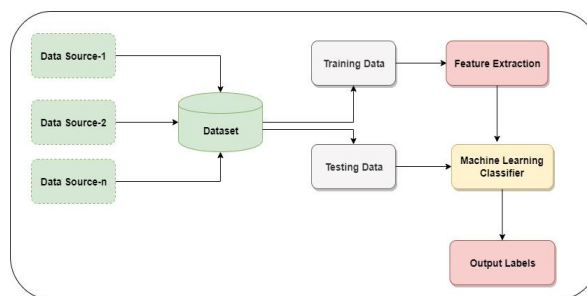 Data Source-1
Data Source-2
Data Source-n
Dataset
Training Data
Testing Data
Feature Extraction
Machine Learning
Classifier
Output Labels